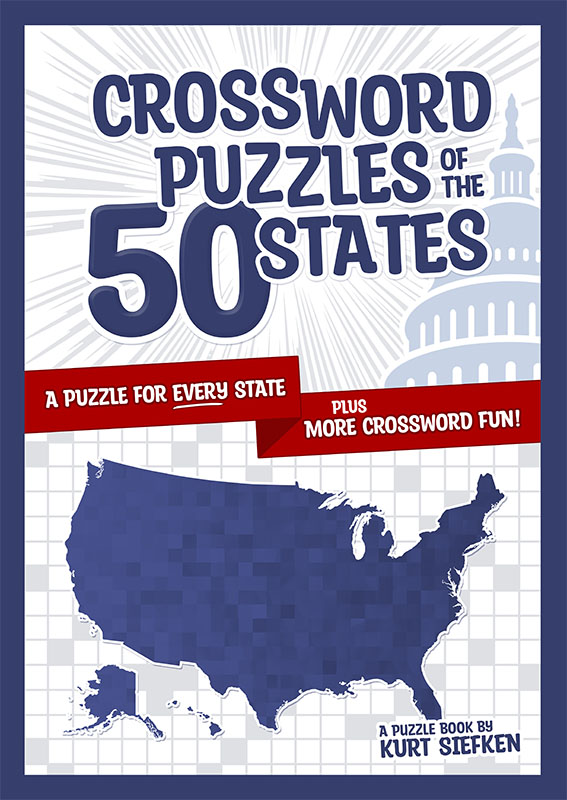 CROSSWORD
PUZZLES OF THE
50 STATES
A PUZZLE FOR EVERY STATE
PLUS
MORE CROSSWORD FUN!
A PUZZLE BOOK BY
KURT SIEFKEN